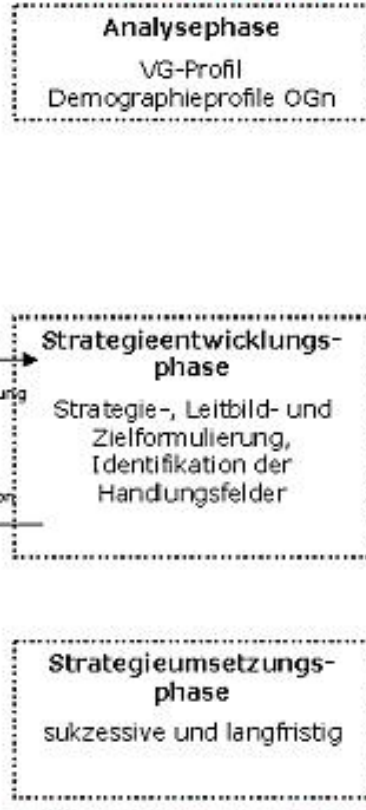 Analysephase
VG-Profil
Demographieprofile OGn
Strategieentwicklungs-
phase
Strategie-, Leitbild- und
Zielformulierung,
Identifikation der
Handlungsfelder
Strategieumsetzungs-
phase
sukzessive und langfristig